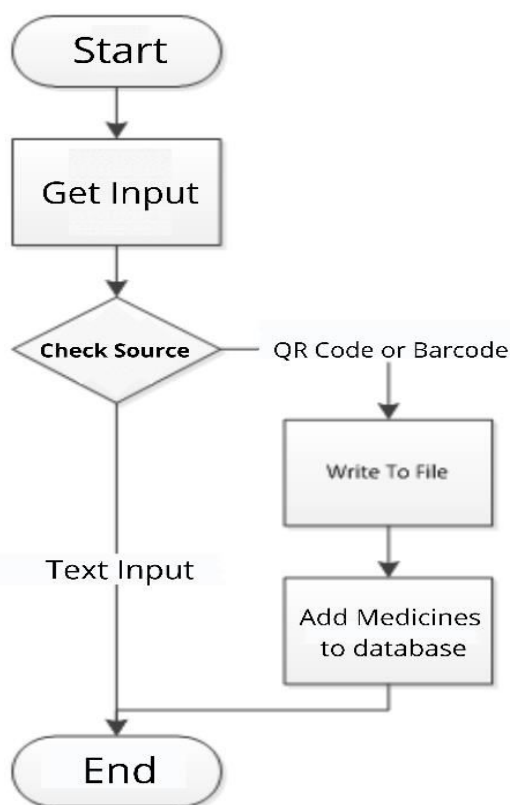 Start
Get Input
Check Source
QR Code or Barcode
Write To File
Text Input
Add Medicines
to database
End